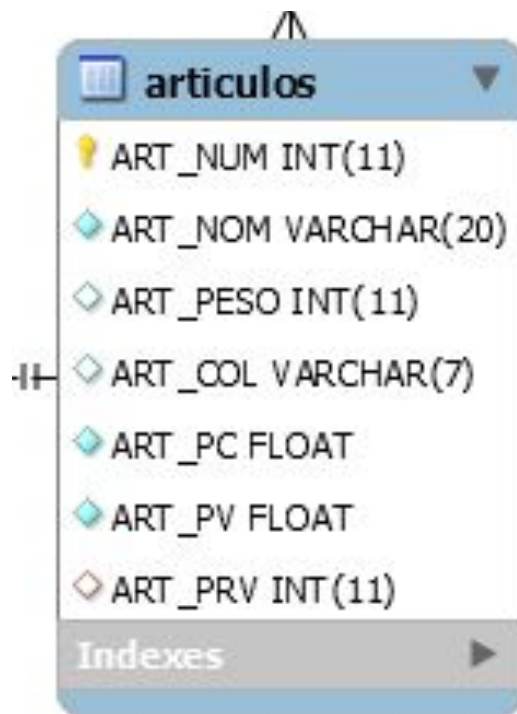 articulos
ART_NUM INT(11)
ART_NOM VARCHAR(20)
ART_PESO INT(11)
ART_COL VARCHAR(7)
ART_PC FLOAT
ART_PV FLOAT
ART_PRV INT(11)
Indexes